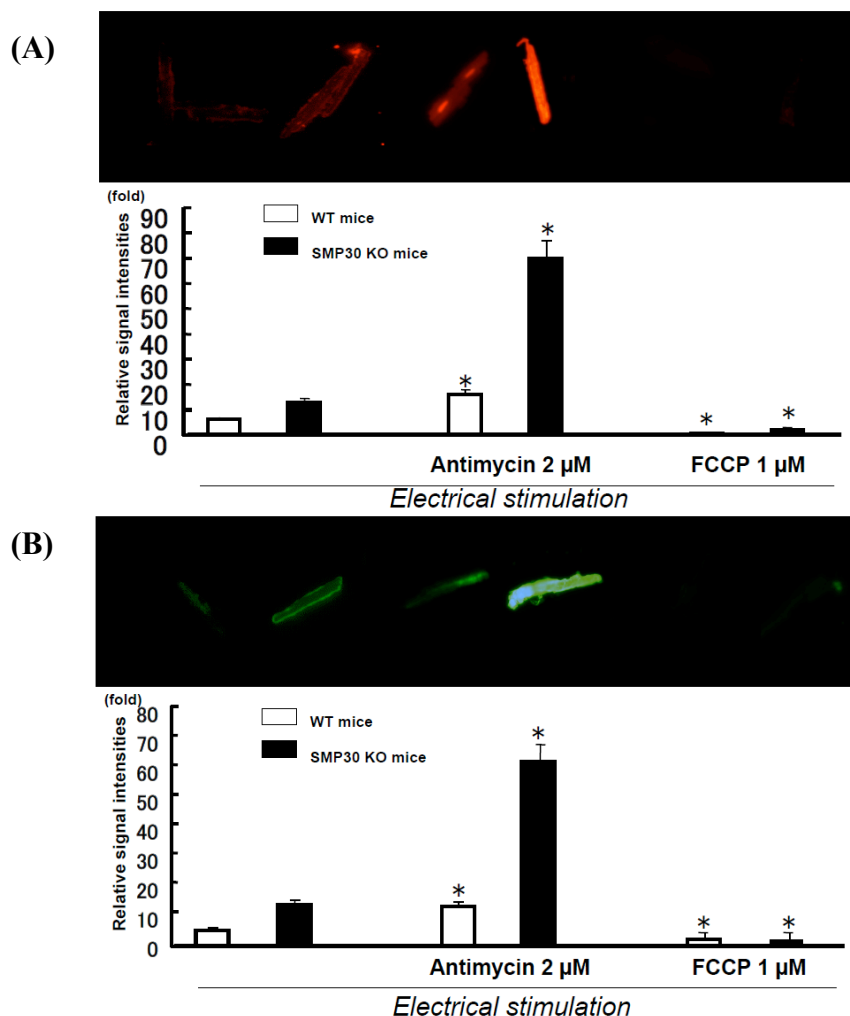 (A)
(fold)
Relative signal intensities
90
80
70
60
50
40
30
20
10
0
WT mice
SMP30 KO mice
*
*
*
*
Antimycin 2 µM
FCCP 1 µM
Electrical stimulation
(B)
(fold)
Relative signal intensities
80
70
60
50
40
30
20
10
0
WT mice
SMP30 KO mice
*
*
*
*
Antimycin 2 µM
FCCP 1 µM
Electrical stimulation